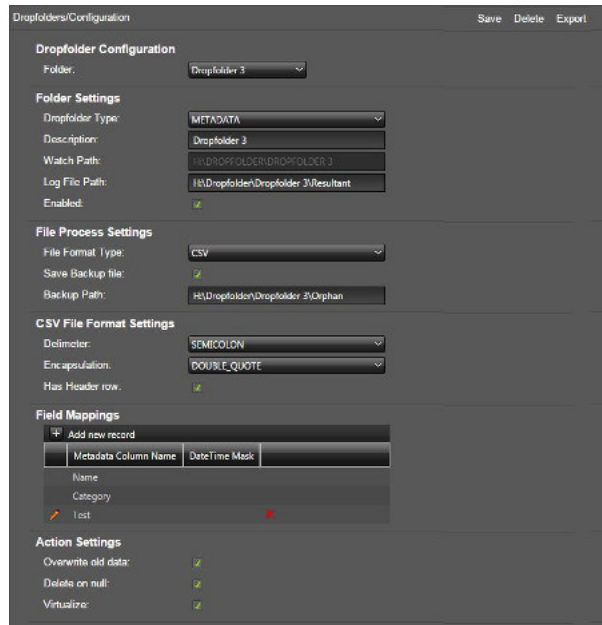 Dropfolders/Configuration Save Delete Export
Dropfolder Configuration
Folder: Dropfolder 3
Folder Settings
Dropfolder Type: METADATA
Description: Dropfolder 3
Watch Path: H:\DROPFOLDER\DROPFOLDER 3
Log File Path: H:\Dropfolder\Dropfolder 3\Resultant
Enabled:
File Process Settings
File Format Type: CSV
Save Backup file:
Backup Path: H:\Dropfolder\Dropfolder 3\Orphan
CSV File Format Settings
Delimeter: SEMICOLON
Encapsulation: DOUBLE_QUOTE
Has Header row:
Field Mappings
Add new record
Metadata Column Name DateTime Mask
Name
Category
Test
Action Settings
Overwrite old data:
Delete on null:
Virtualize: